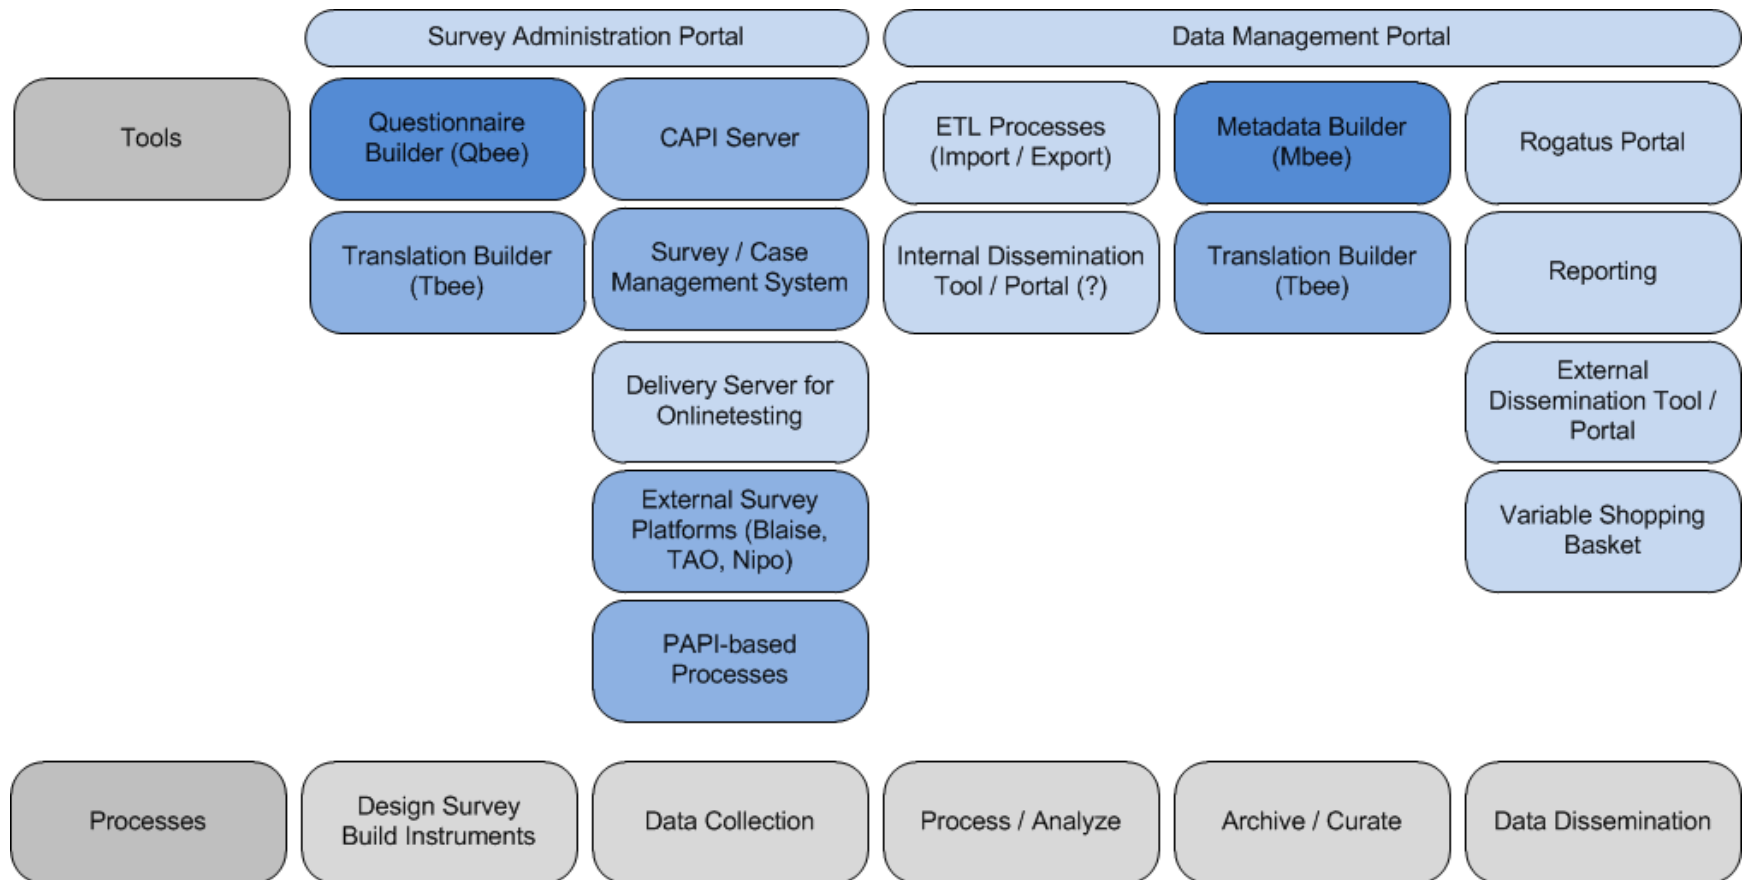 Survey Administration Portal
Data Management Portal
Tools
Questionnaire
Builder (Qbee)
CAPI Server
ETL Processes
(Import / Export)
Metadata Builder
(Mbee)
Rogatus Portal
Translation Builder
(Tbee)
Survey / Case
Management System
Internal Dissemination
Tool / Portal (?)
Translation Builder
(Tbee)
Reporting
Delivery Server for
Onlinetesting
External
Dissemination Tool /
Portal
External Survey
Platforms (Blaise,
TAO, Nipo)
Variable Shopping
Basket
PAPI-based
Processes
Processes
Design Survey
Build Instruments
Data Collection
Process / Analyze
Archive / Curate
Data Dissemination